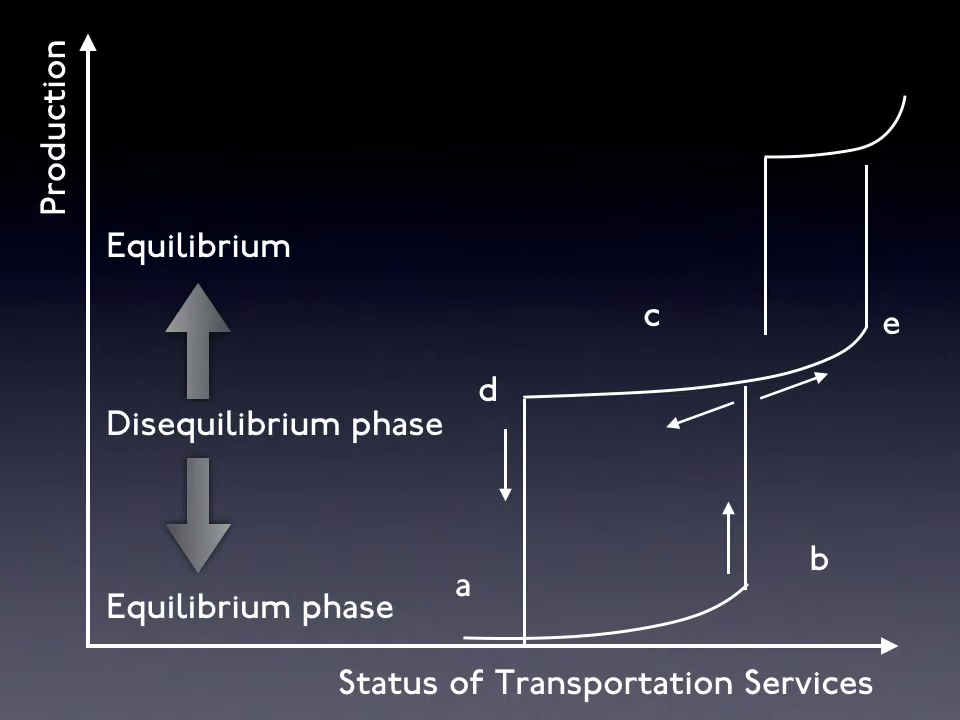 Production
Equilibrium
c
e
d
Disequilibrium phase
b
a
Equilibrium phase
Status of Transportation Services